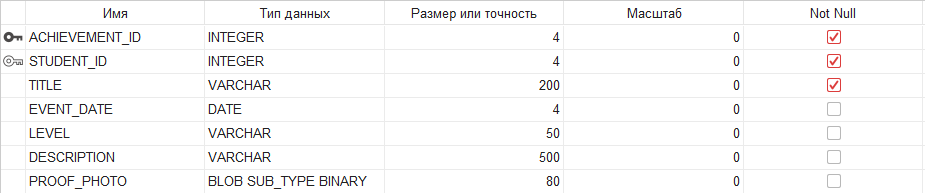 Имя Тип данных Размер или точность Масштаб Not Null
ACHIEVEMENT_ID INTEGER 4 0
STUDENT_ID INTEGER 4 0
TITLE VARCHAR 200 0
EVENT_DATE DATE 4 0
LEVEL VARCHAR 50 0
DESCRIPTION VARCHAR 500 0
PROOF_PHOTO BLOB SUB_TYPE BINARY 80 0